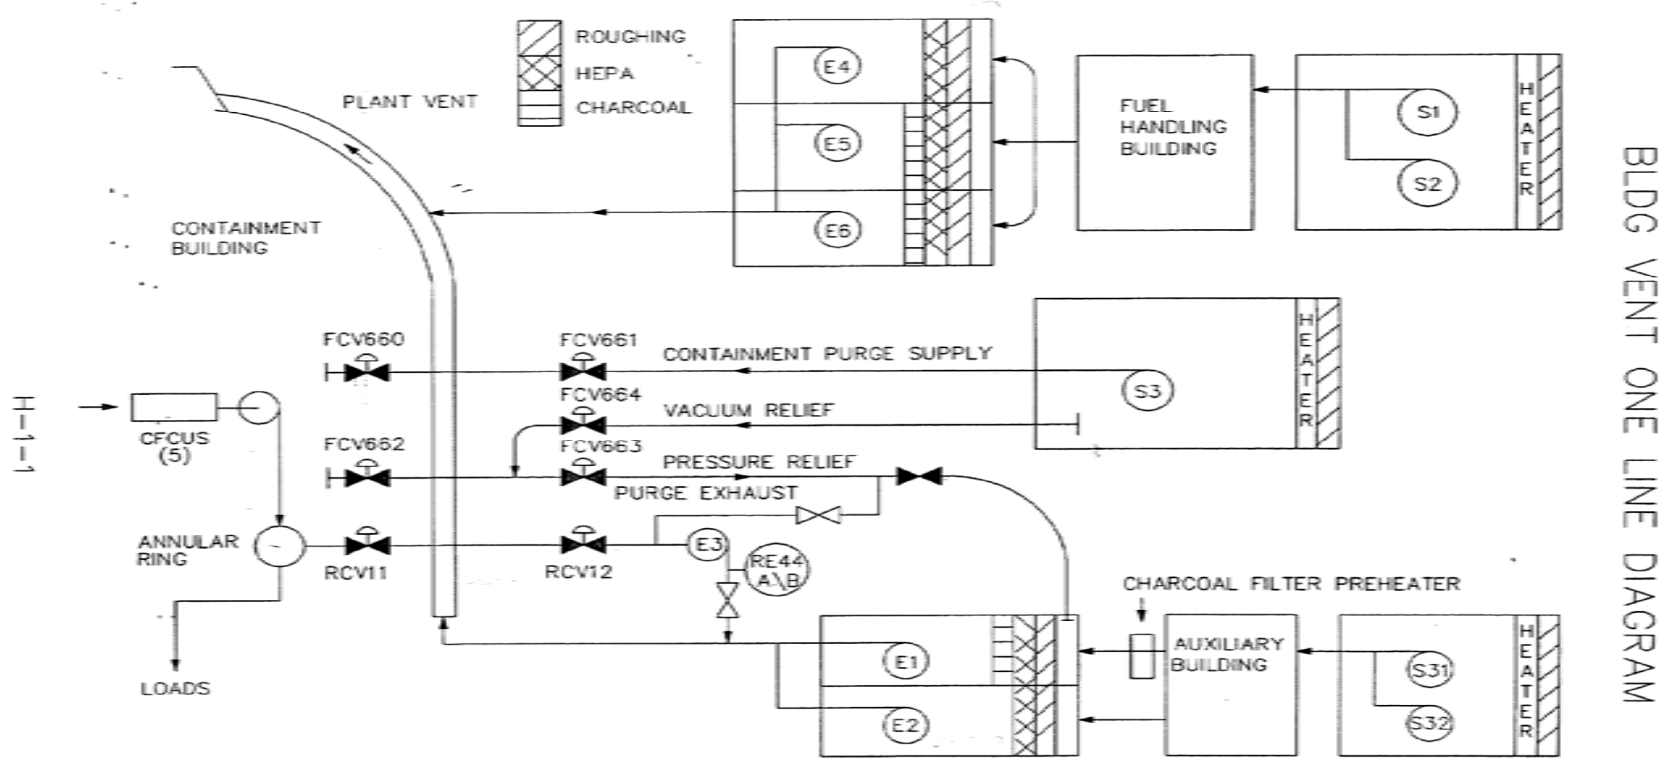 BLDG VENT ONE LINE DIAGRAM
ROUGHING
HEPA
CHARCOAL
PLANT VENT
CONTAINMENT
BUILDING
E4
E5
E6
FUEL
HANDLING
BUILDING
S1
S2
HEATER
FCV660
FCV661
CONTAINMENT PURGE SUPPLY
S3
HEATER
FCV664
VACUUM RELIEF
FCV662
FCV663
PRESSURE RELIEF
PURGE EXHAUST
CFCUS
(5)
H-1-1
ANNULAR
RING
RCV11
RCV12
E3
RE44
A\B
LOADS
CHARCOAL FILTER PREHEATER
E1
E2
AUXILIARY
BUILDING
S31
S32
HEATER